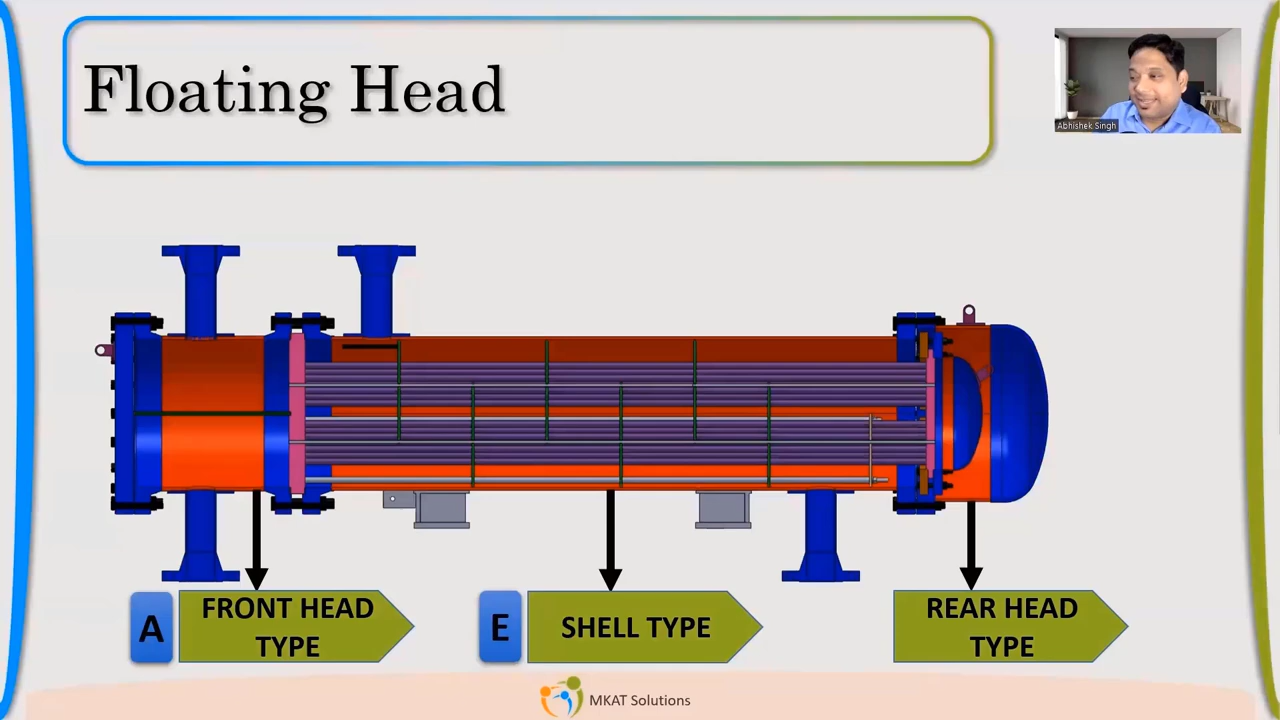 Floating Head
Abhishek Singh
A
FRONT HEAD
TYPE
E
SHELL TYPE
REAR HEAD
TYPE
MKAT Solutions